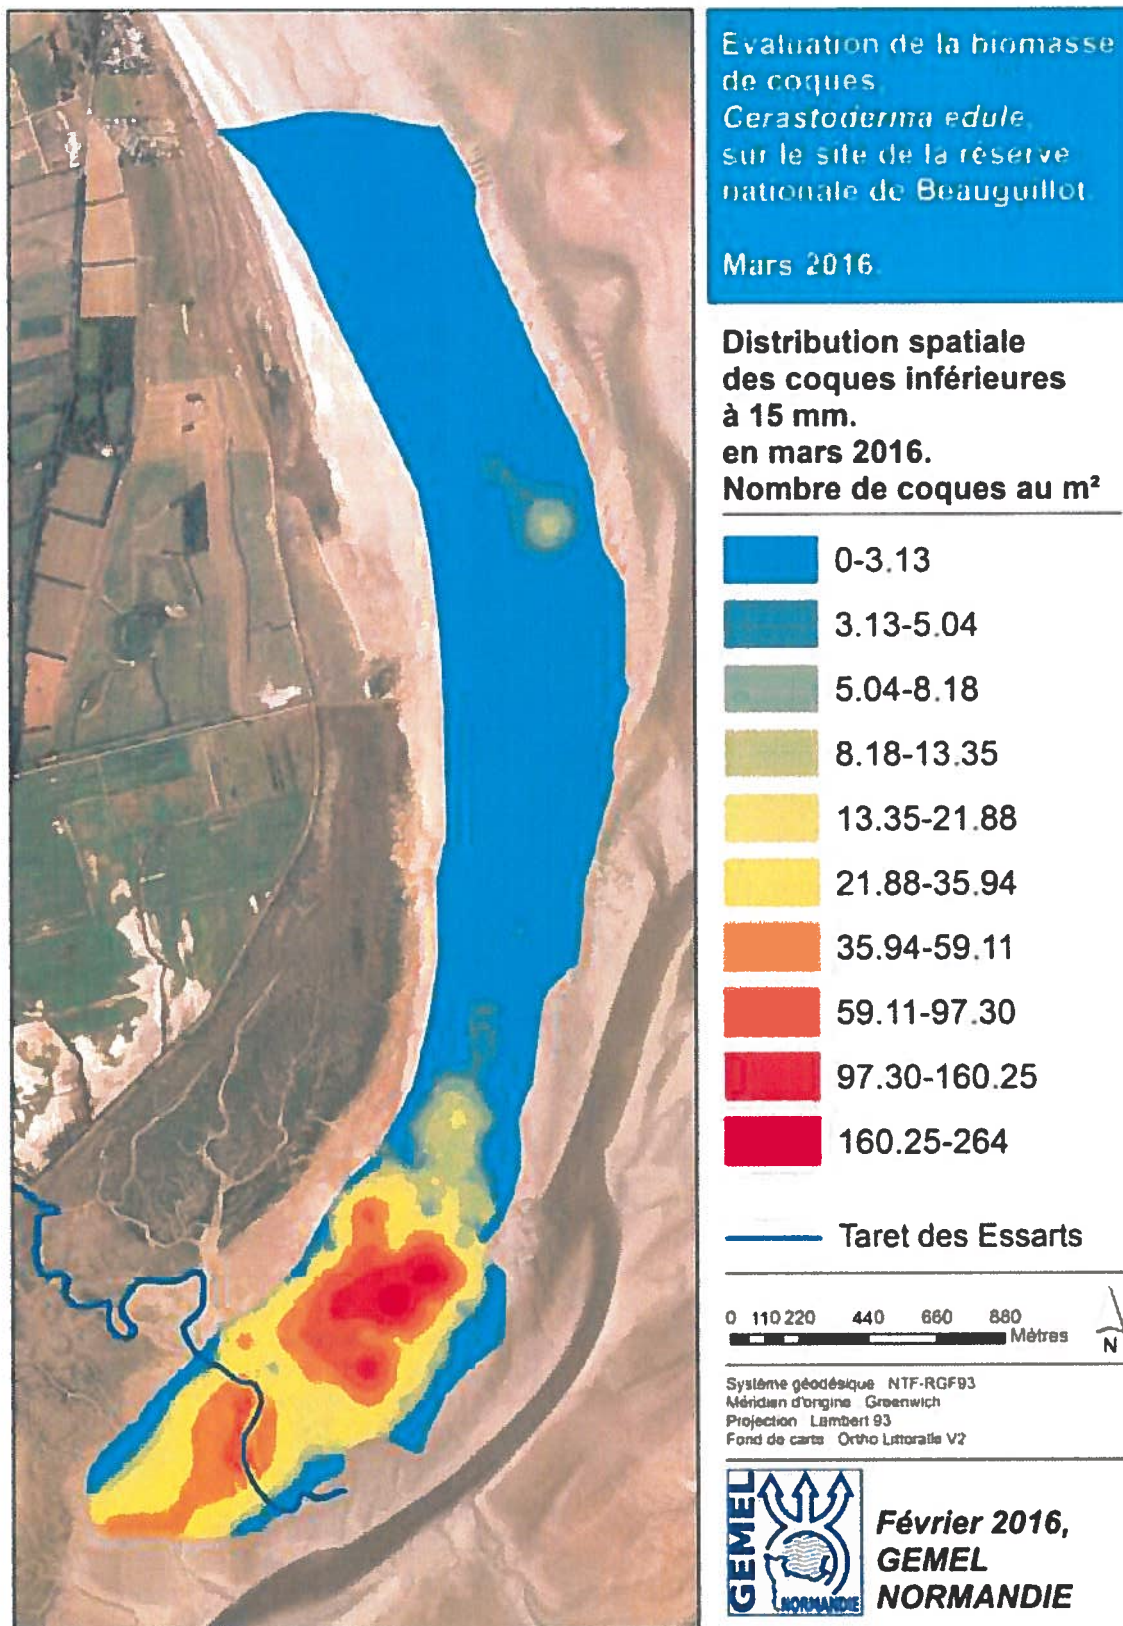 Evaluation de la biomasse
de coques,
Cerastoderma edule,
sur le site de la réserve
nationale de Beauguillot.
Mars 2016.
Distribution spatiale
des coques inférieures
à 15 mm.
en mars 2016.
Nombre de coques au m²
0-3.13
3.13-5.04
5.04-8.18
8.18-13.35
13.35-21.88
21.88-35.94
35.94-59.11
59.11-97.30
97.30-160.25
160.25-264
Taret des Essarts
0 110 220 440 660 880
Mètres
N
Système géodésique NTF-RGF93
Méridien d'origine Greenwich
Projection Lambert 93
Fond de carte Ortho Littorale V2
GEMEL
NORMANDIE
Février 2016,
GEMEL
NORMANDIE